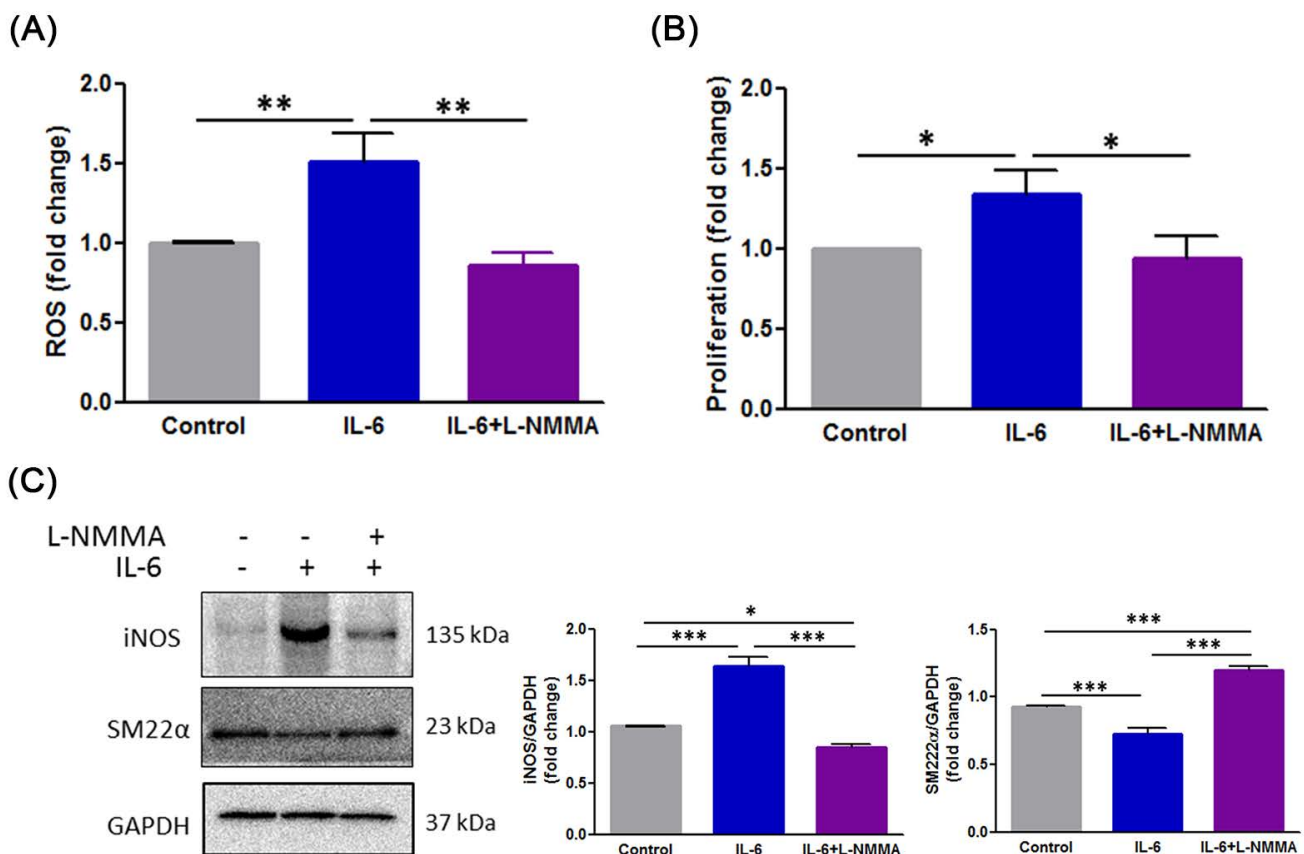 (A)
ROS (fold change)
2.0
1.5
1.0
0.5
0.0
** **
Control IL-6 IL-6+L-NMMA
(B)
Proliferation (fold change)
2.0
1.5
1.0
0.5
0.0
* *
Control IL-6 IL-6+L-NMMA
(C)
L-NMMA - - +
IL-6 - + +
iNOS 135 kDa
SM22α 23 kDa
GAPDH 37 kDa
iNOS/GAPDH
(fold change)
2.0
1.5
1.0
0.5
0.0
*
*** ***
Control IL-6 IL-6+L-NMMA
SM222α/GAPDH
(fold change)
1.5
1.0
0.5
0.0
***
***
***
Control IL-6 IL-6+L-NMMA